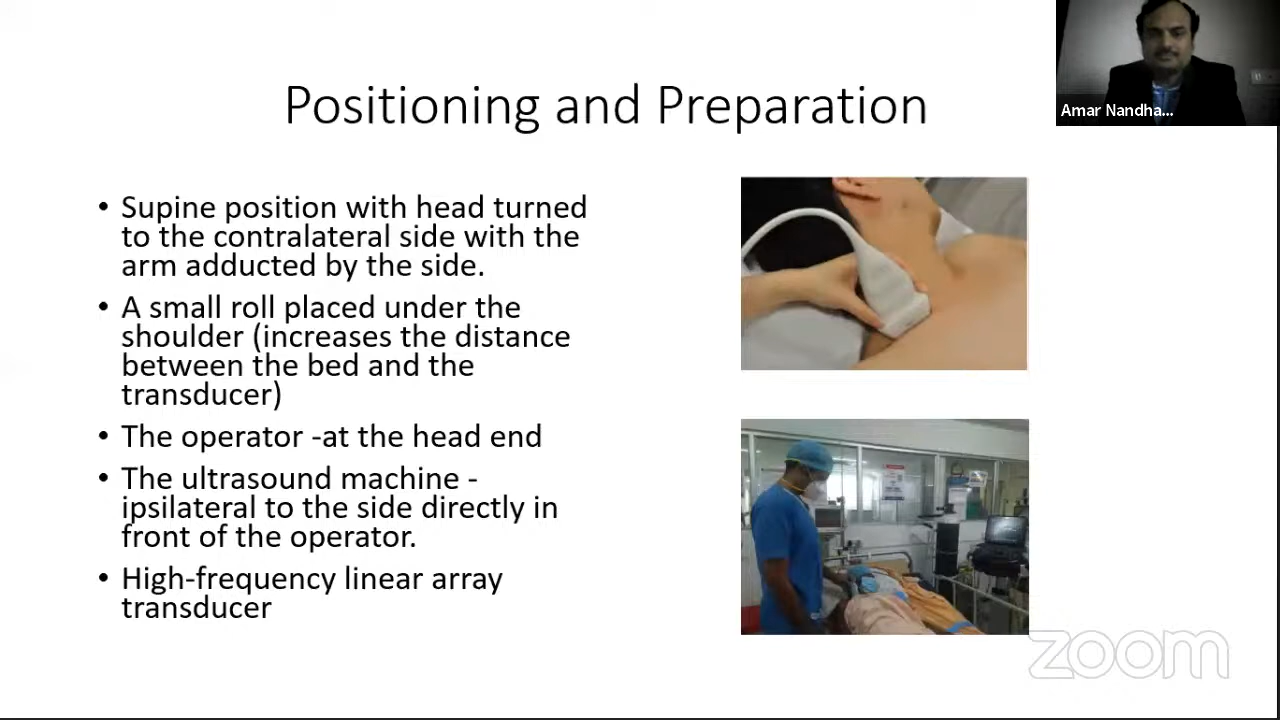 Amar Nandha...
Positioning and Preparation
• Supine position with head turned
to the contralateral side with the
arm adducted by the side.
• A small roll placed under the
shoulder (increases the distance
between the bed and the
transducer)
• The operator -at the head end
• The ultrasound machine -
ipsilateral to the side directly in
front of the operator.
• High-frequency linear array
transducer
zoom